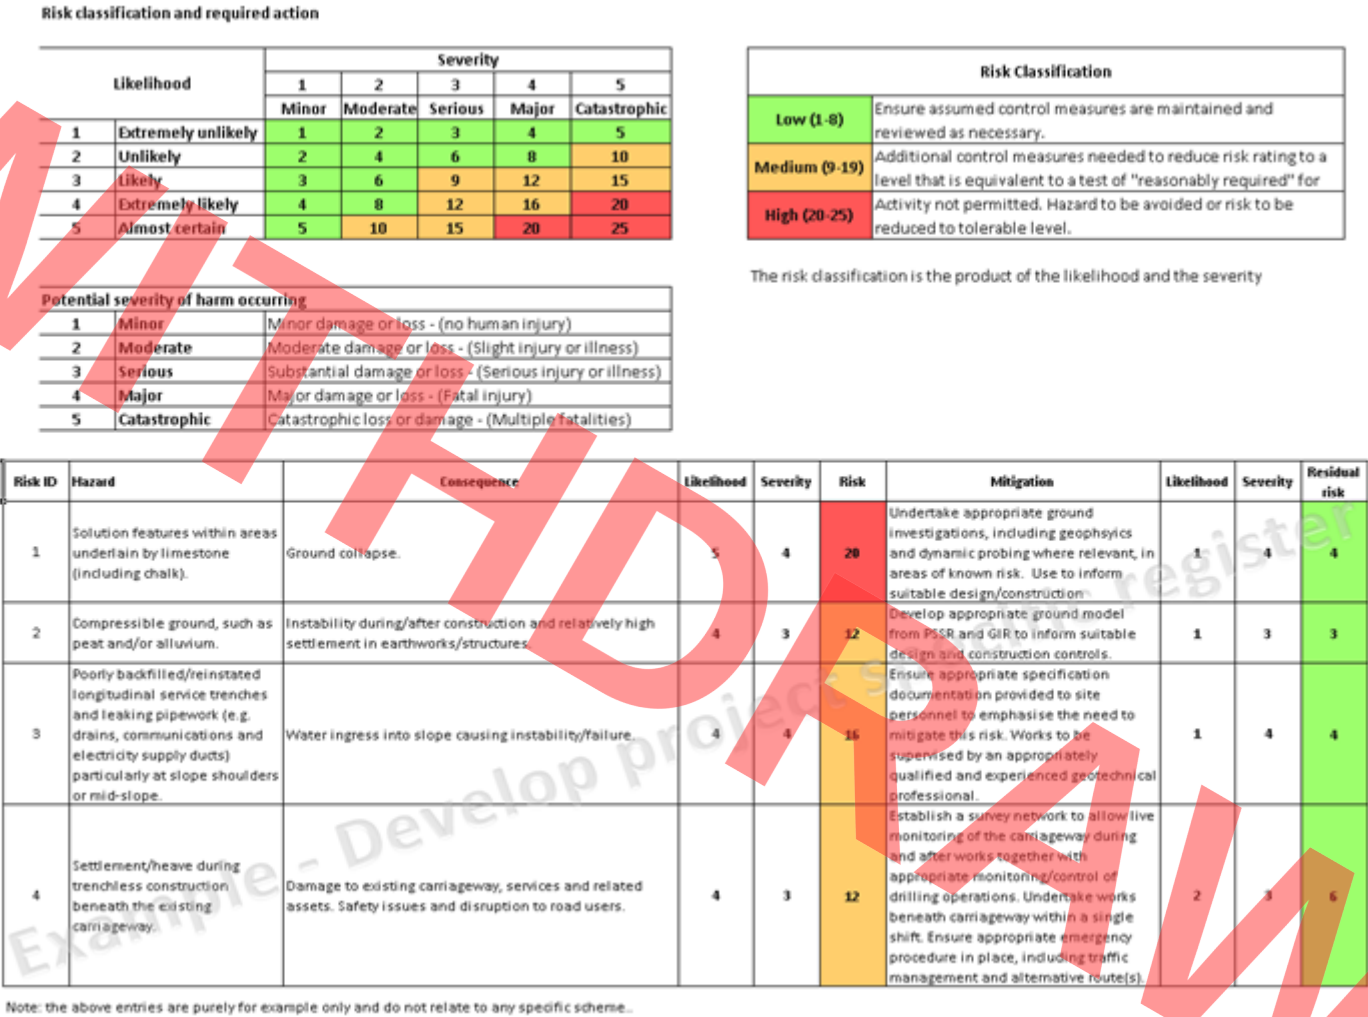 Risk classification and required action
Likelihood Severity
1 2 3 4 5
Minor Moderate Serious Major Catastrophic
1 Extremely unlikely 1 2 3 4 5
2 Unlikely 2 4 6 8 10
3 Likely 3 6 9 12 15
4 Extremely likely 4 8 12 16 20
5 Almost certain 5 10 15 20 25
Risk Classification
Low (1-8) Ensure assumed control measures are maintained and
reviewed as necessary.
Medium (9-19) Additional control measures needed to reduce risk rating to a
level that is equivalent to a test of "reasonably required" for
High (20-25) Activity not permitted. Hazard to be avoided or risk to be
reduced to tolerable level.
The risk classification is the product of the likelihood and the severity
Potential severity of harm occurring
1 Minor Minor damage or loss - (no human injury)
2 Moderate Moderate damage or loss - (Slight injury or illness)
3 Serious Substantial damage or loss - (Serious injury or illness)
4 Major Major damage or loss - (Fatal injury)
5 Catastrophic Catastrophic loss or damage - (Multiple fatalities)
Risk ID Hazard Consequence Likelihood Severity Risk Mitigation Likelihood Severity Residual
risk
1
Solution features within areas
underlain by limestone
(including chalk).
Ground collapse.
5 4 20
Undertake appropriate ground
investigations, including geophsyics
and dynamic probing where relevant, in
areas of known risk. Use to inform
suitable design/construction
1 4 4
2
Compressible ground, such as
peat and/or alluvium.
Instability during/after construction and relatively high
settlement in earthworks/structures.
4 3 12
Develop appropriate ground model
from PSSR and GIR to inform suitable
design and construction controls.
1 3 3
3
Poorly backfilled/reinstated
longitudinal service trenches
and leaking pipework (e.g.
drains, communications and
electricity supply ducts)
particularly at slope shoulders
or mid-slope.
Water ingress into slope causing instability/failure.
4 4 16
Ensure appropriate specification
documentation provided to site
personnel to emphasise the need to
mitigate this risk. Works to be
supervised by an appropriately
qualified and experienced geotechnical
professional.
1 4 4
4
Settlement/heave during
trenchless construction
beneath the existing
carriageway.
Damage to existing carriageway, services and related
assets. Safety issues and disruption to road users.
4 3 12
Establish a survey network to allow live
monitoring of the carriageway during
and after works together with
appropriate monitoring/control of
drilling operations. Undertake works
beneath carriageway within a single
shift. Ensure appropriate emergency
procedure in place, including traffic
management and alternative route(s).
2 3 6
Note: the above entries are purely for example only and do not relate to any specific scheme..
Example - Develop project specific register
WITHDRAW